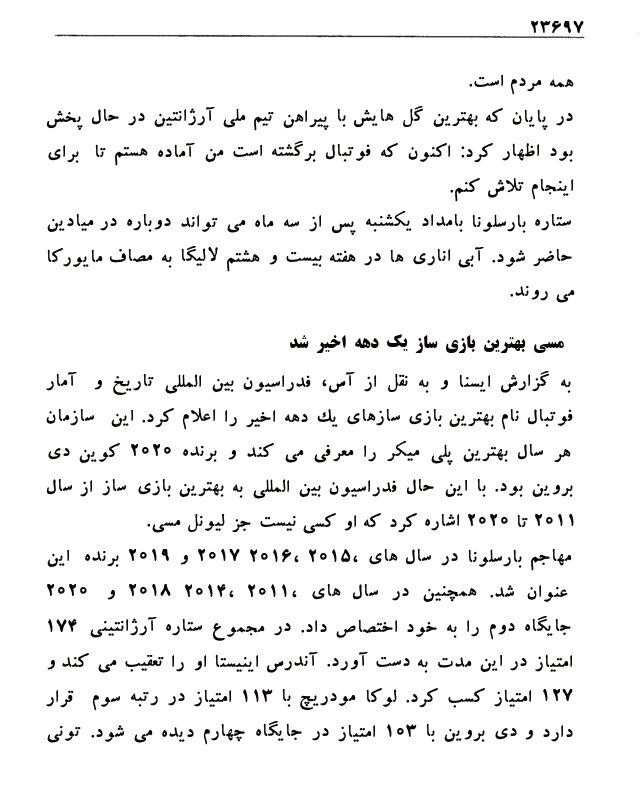 ۲۳۶۹۷
همه مردم است.
در پایان که بهترین گل هایش با پیراهن تیم ملی آرژانتین در حال پخش
بود اظهار کرد: اکنون که فوتبال برگشته است من آماده هستم تا برای
اینجام تلاش کنم.
ستاره بارسلونا بامداد یکشنبه پس از سه ماه می تواند دوباره در میادین
حاضر شود. آبی اناری ها در هفته بیست و هشتم لالیگا به مصاف مایورکا
می روند.
مسی بهترین بازی ساز یک دهه اخیر شد
به گزارش ایسنا و به نقل از آس، فدراسیون بین المللی تاریخ و آمار
فوتبال نام بهترین بازی سازهای یك دهه اخیر را اعلام کرد. این سازمان
هر سال بهترین پلی میکر را معرفی می کند و برنده ۲۰۲۰ کوین دی
بروین بود. با این حال فدراسیون بین المللی به بهترین بازی ساز از سال
۲۰۱۱ تا ۲۰۲۰ اشاره کرد که او کسی نیست جز لیونل مسی.
مهاجم بارسلونا در سال های ،۲۰۱۵ ،۲۰۱۶ ۲۰۱۷ و ۲۰۱۹ برنده این
عنوان شد. همچنین در سال های ،۲۰۱۱ ،۲۰۱۴ ۲۰۱۸ و ۲۰۲۰
جایگاه دوم را به خود اختصاص داد. در مجموع ستاره آرژانتینی ۱۷۴
امتیاز در این مدت به دست آورد. آندرس اینیستا او را تعقیب می کند و
۱۲۷ امتیاز کسب کرد. لوکا مودریچ با ۱۱۳ امتیاز در رتبه سوم قرار
دارد و دی بروین با ۱۰۳ امتیاز در جایگاه چهارم دیده می شود. تونی